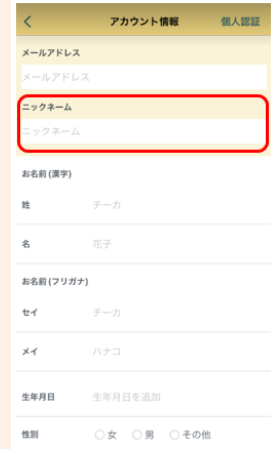 アカウント情報 個人認証
メールアドレス
メールアドレス
ニックネーム
ニックネーム
お名前(漢字)
姓 チーカ
名 花子
お名前(フリガナ)
セイ チーカ
メイ ハナコ
生年月日 生年月日を追加
性別 女 男 その他